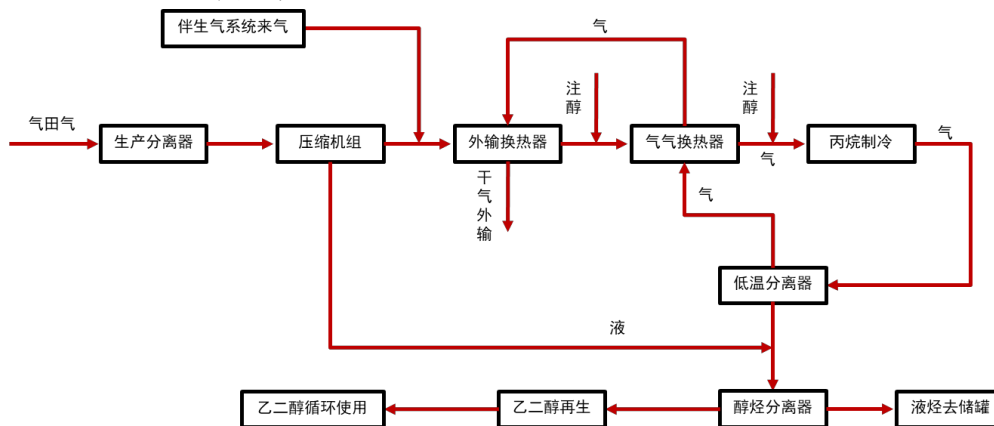 伴生气系统来气
气
注
醇
注
醇
气田气
生产分离器
压缩机组
外输换热器
气气换热器
气
丙烷制冷
气
干
气
外
输
气
低温分离器
液
乙二醇循环使用
乙二醇再生
醇烃分离器
液烃去储罐